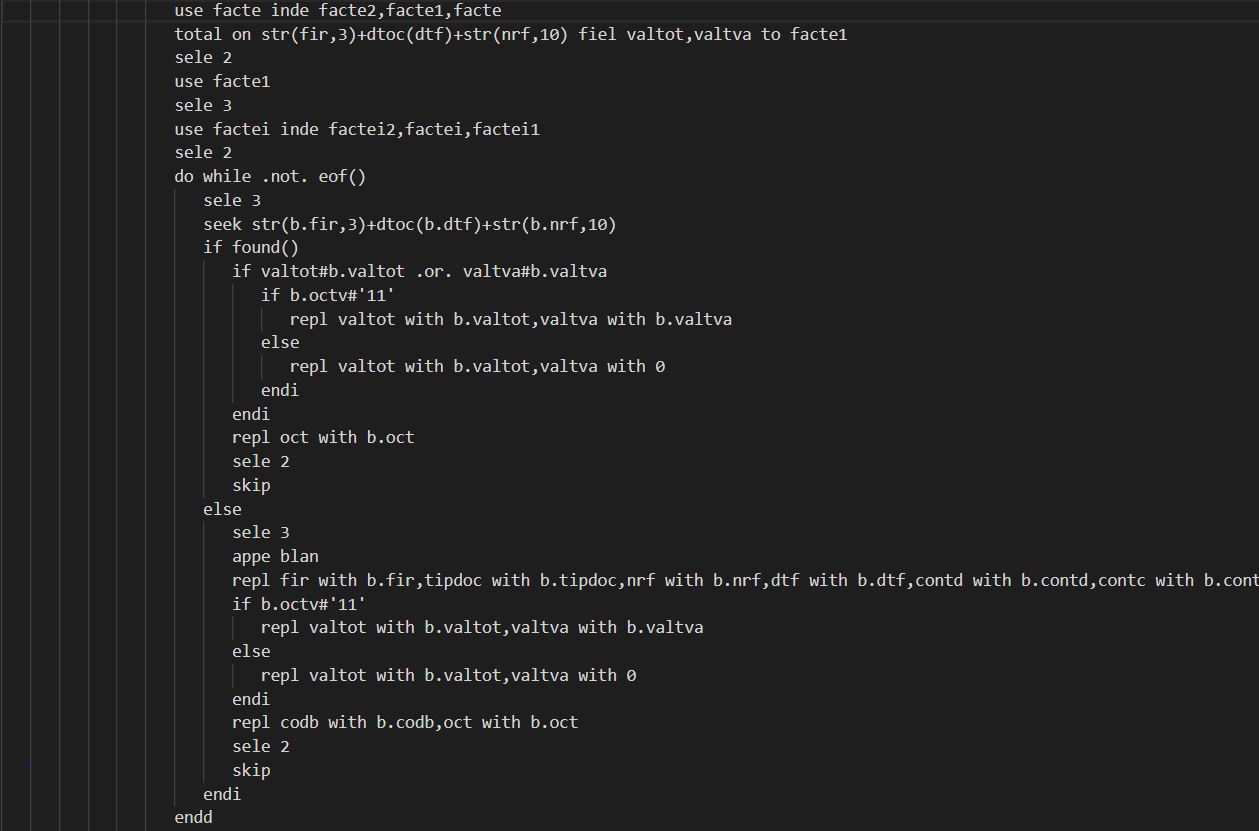 use facte inde facte2,facte1,facte
total on str(fir,3)+dtoc(dtf)+str(nrf,10) fiel valtot,valtva to facte1
sele 2
use facte1
sele 3
use factei inde factei2,factei,factei1
sele 2
do while .not. eof()
sele 3
seek str(b.fir,3)+dtoc(b.dtf)+str(b.nrf,10)
if found()
if valtot#b.valtot .or. valtva#b.valtva
if b.octv#'11'
repl valtot with b.valtot,valtva with b.valtva
else
repl valtot with b.valtot,valtva with 0
endi
endi
repl oct with b.oct
sele 2
skip
else
sele 3
appe blan
repl fir with b.fir,tipdoc with b.tipdoc,nrf with b.nrf,dtf with b.dtf,contd with b.contd,contc with b.cont
if b.octv#'11'
repl valtot with b.valtot,valtva with b.valtva
else
repl valtot with b.valtot,valtva with 0
endi
repl codb with b.codb,oct with b.oct
sele 2
skip
endi
endd